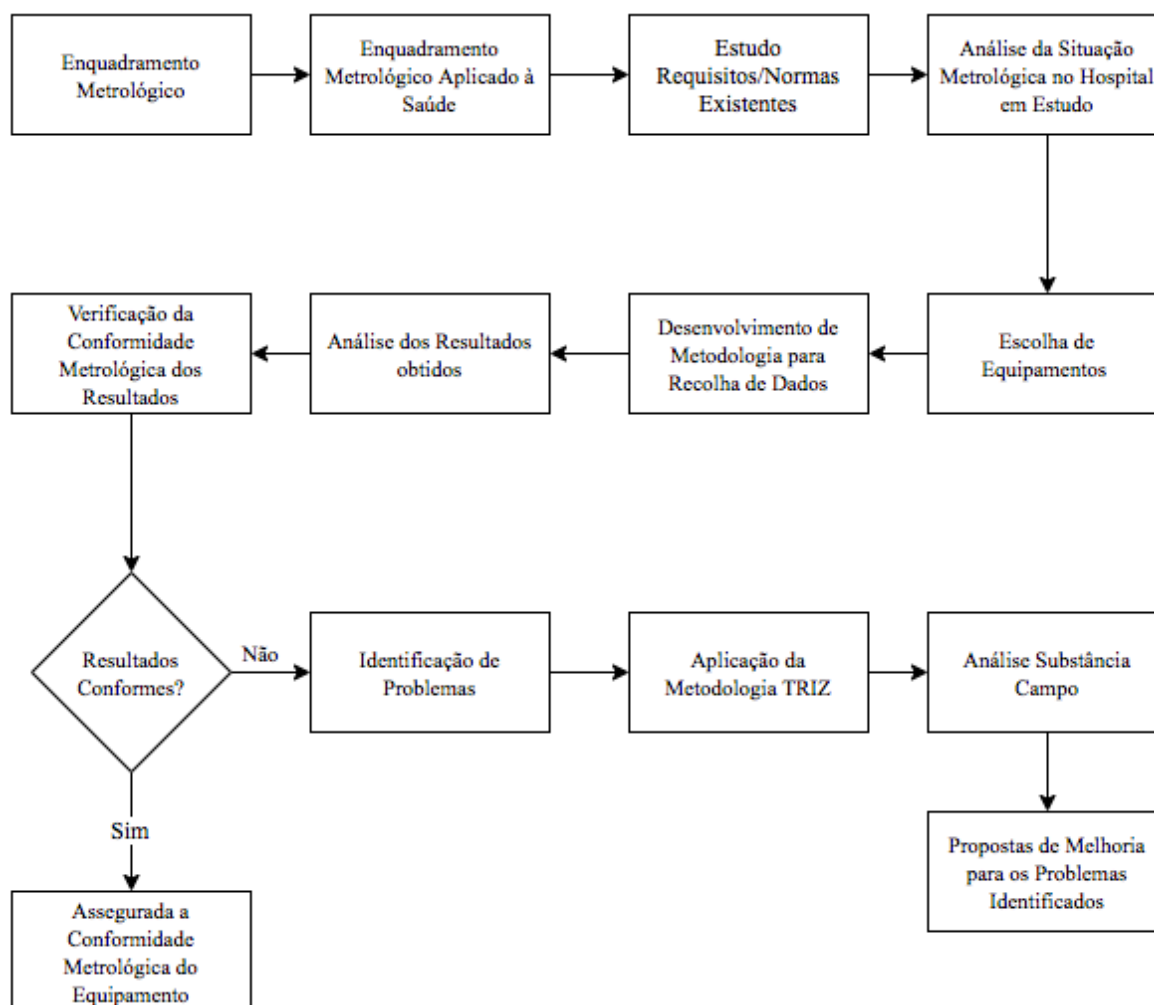 Enquadramento
Metrológico
Enquadramento
Metrológico Aplicado à
Saúde
Estudo
Requisitos/Normas
Existentes
Análise da Situação
Metrológica no Hospital
em Estudo
Verificação da
Conformidade
Metrológica dos
Resultados
Análise dos Resultados
obtidos
Desenvolvimento de
Metodologia para
Recolha de Dados
Escolha de
Equipamentos
Resultados
Conformes?
Não
Identificação de
Problemas
Aplicação da
Metodologia TRIZ
Análise Substância
Campo
Sim
Propostas de Melhoria
para os Problemas
Identificados
Assegurada a
Conformidade
Metrológica do
Equipamento